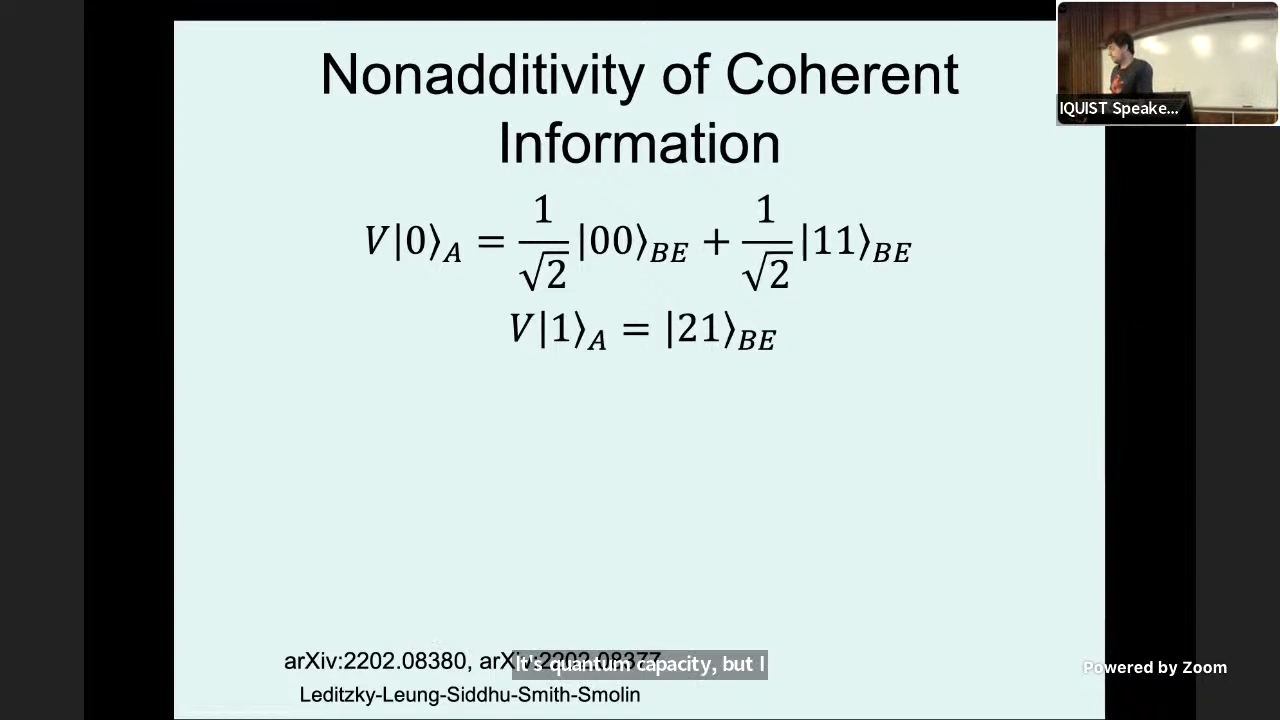 Nonadditivity of Coherent
Information
V|0⟩_A = 1/√2 |00⟩_BE + 1/√2 |11⟩_BE
V|1⟩_A = |21⟩_BE
arXiv:2202.08380, arXiv:2202.08377
It's quantum capacity, but I
Leditzky-Leung-Siddhu-Smith-Smolin
IQUIST Speake...
Powered by Zoom